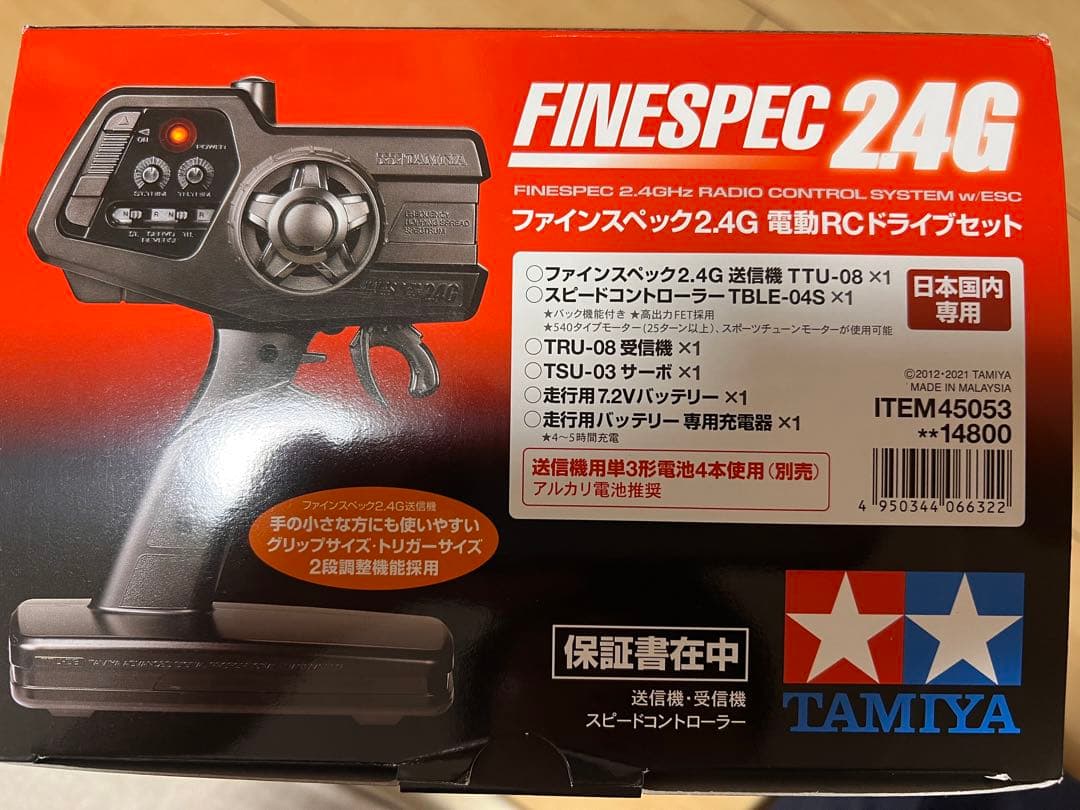 FINESPEC 2.4G
FINESPEC 2.4GHz RADIO CONTROL SYSTEM w/ESC
ファインスペック2.4G 電動RCドライブセット
○ファインスペック2.4G 送信機 TTU-08 ×1
○スピードコントローラー TBLE-04S ×1
★バック機能付き ★高出力FET採用
★540タイプモーター(25ターン以上)、スポーツチューンモーターが使用可能
○TRU-08 受信機 ×1
○TSU-03 サーボ ×1
○走行用7.2Vバッテリー ×1
○走行用バッテリー 専用充電器 ×1
★4〜5時間充電
送信機用単3形電池4本使用(別売)
アルカリ電池推奨
日本国内
専用
©2012・2021 TAMIYA
MADE IN MALAYSIA
ITEM 45053
**14800
4 950344 066322
POWER
N R N R
REVERSE
TAMIYA
FREQUENCY
HOPPING SPREAD
SPECTRUM
FINE SPEC 2.4G
ファインスペック2.4G送信機
手の小さな方にも使いやすい
グリップサイズ・トリガーサイズ
2段調整機能採用
保証書在中
送信機・受信機
スピードコントローラー
TAMIYA